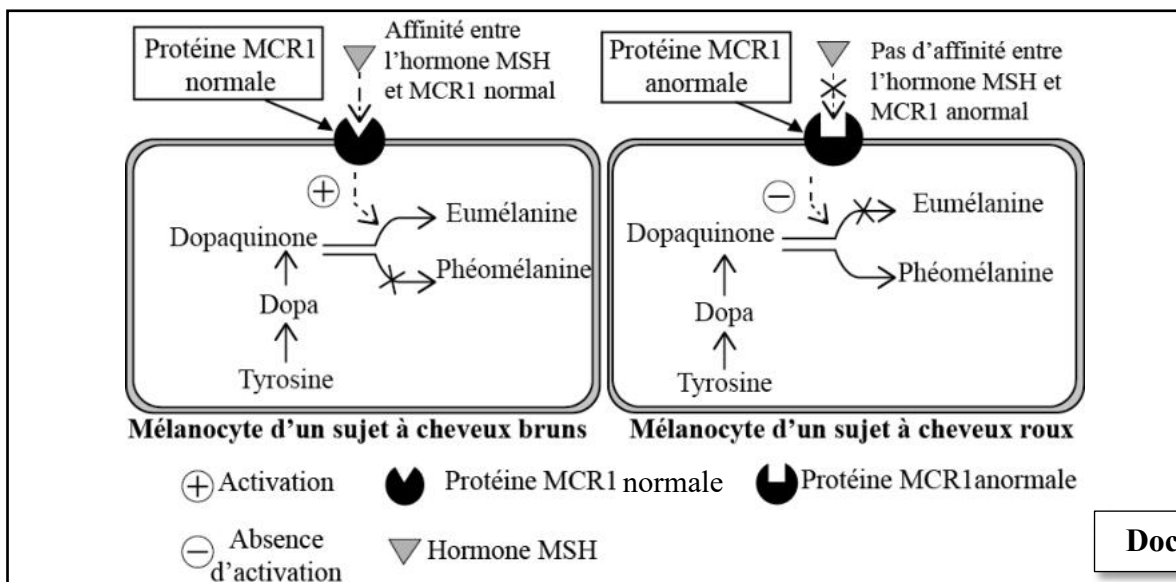 Protéine MCR1
normale
Affinité entre
l'hormone MSH
et MCR1 normal
Eumélanine
Dopaquinone
Phéomélanine
Dopa
Tyrosine
Mélanocyte d'un sujet à cheveux bruns
Protéine MCR1
anormale
Pas d'affinité entre
l'hormone MSH et
MCR1 anormal
Eumélanine
Dopaquinone
Phéomélanine
Dopa
Tyrosine
Mélanocyte d'un sujet à cheveux roux
+ Activation
Protéine MCR1 normale
Protéine MCR1anormale
− Absence
d'activation
Hormone MSH
Doc